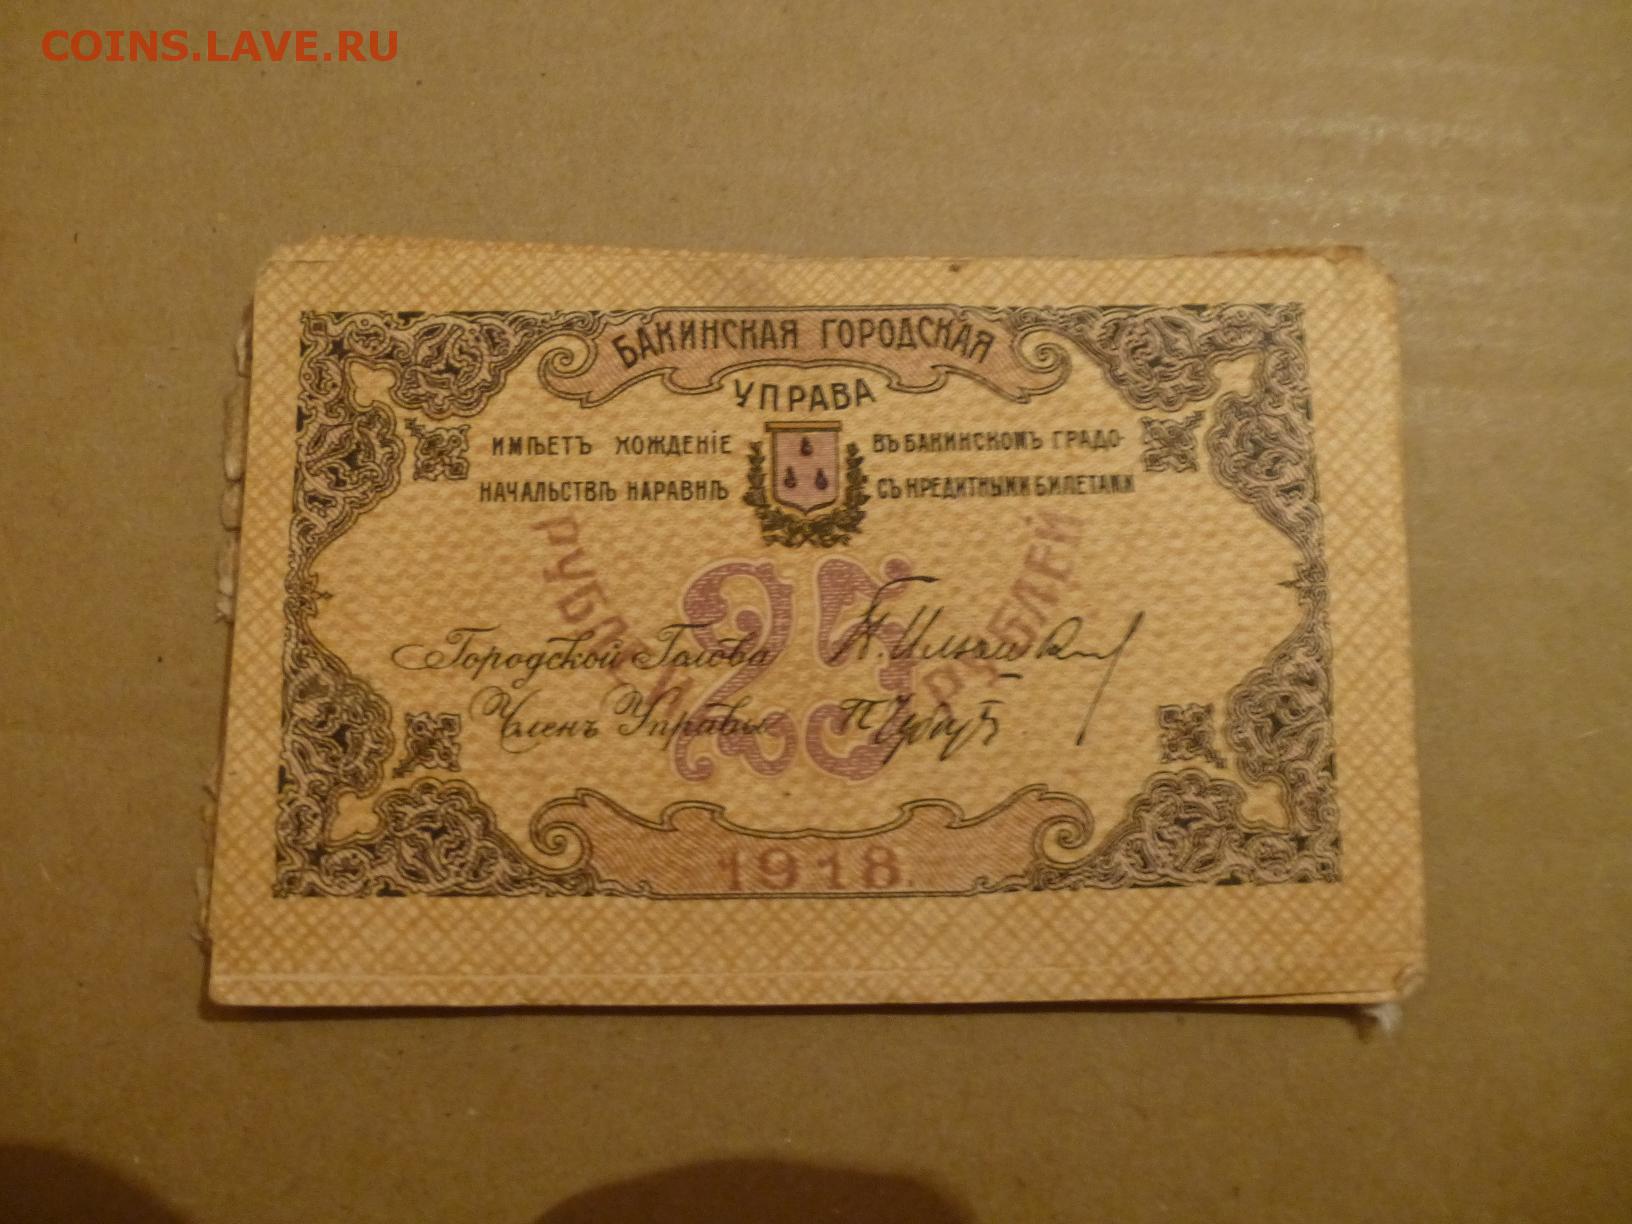 COINS.LAVE.RU
БАКИНСКАЯ ГОРОДСКАЯ
УПРАВА
ИМѢЕТЪ ХОЖДЕНІЕ ВЪ БАКИНСКОМЪ ГРАДО-
НАЧАЛЬСТВѢ НАРАВНѢ СЪ КРЕДИТНЫМИ БИЛЕТАМИ
РУБЛЕЙ 25 РУБЛЕЙ
Городской Голова
Членъ Управы
1918.